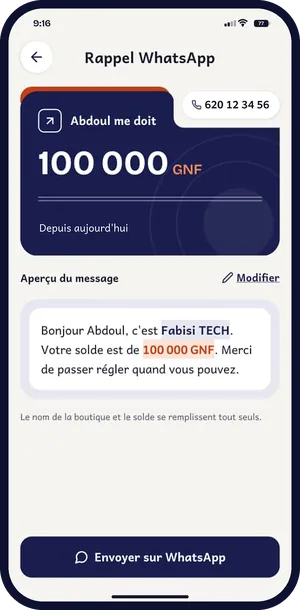 9:16
77
Rappel WhatsApp
620 12 34 56
Abdoul me doit
100 000 GNF
Depuis aujourd'hui
Aperçu du message
Modifier
Bonjour Abdoul, c'est Fabisi TECH.
Votre solde est de 100 000 GNF. Merci
de passer régler quand vous pouvez.
Le nom de la boutique et le solde se remplissent tout seuls.
Envoyer sur WhatsApp